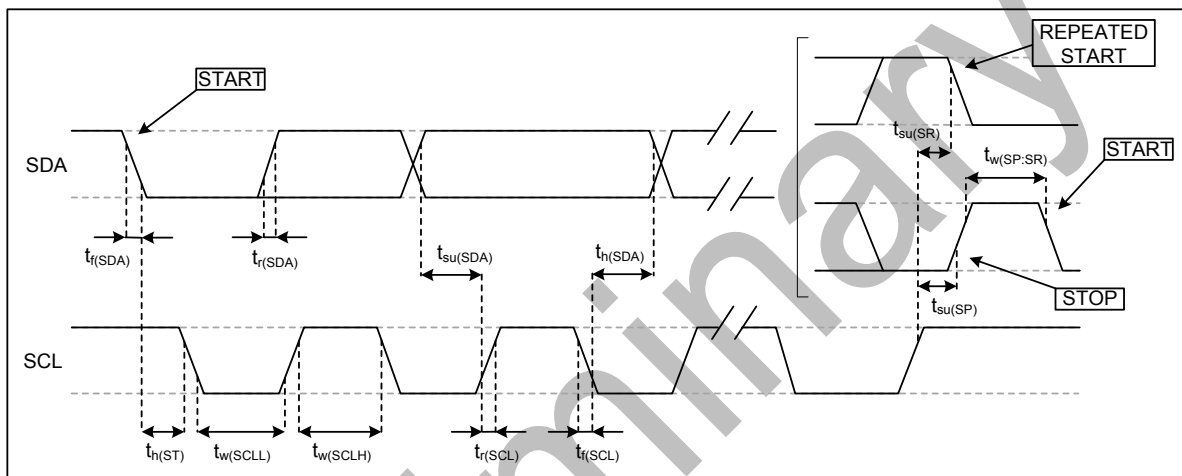 REPEATED
START
START
t_su(SR)
t_w(SP:SR)
START
SDA
t_f(SDA)
t_r(SDA)
t_su(SDA)
t_h(SDA)
t_su(SP)
STOP
SCL
t_h(ST)
t_w(SCLL)
t_w(SCLH)
t_r(SCL)
t_f(SCL)